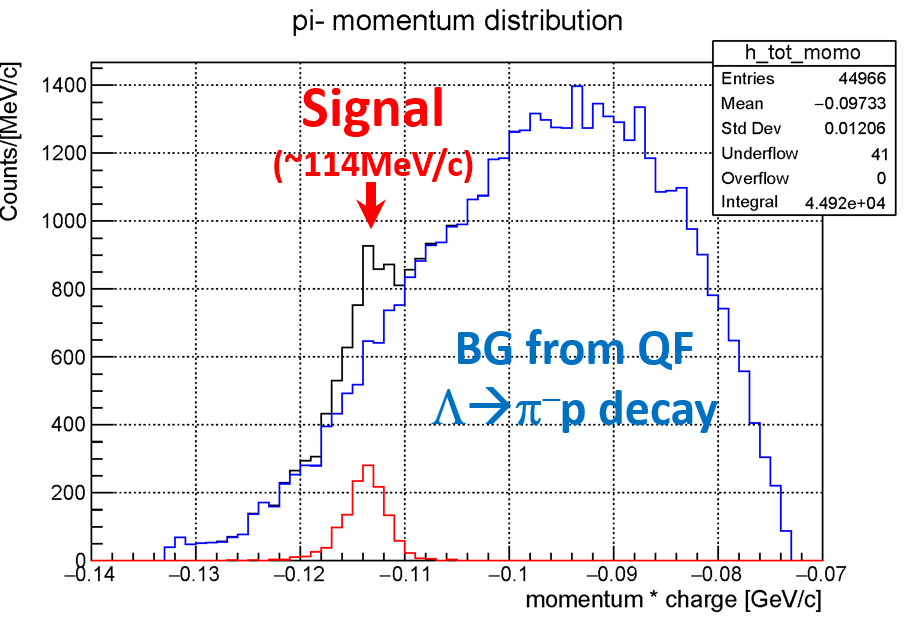 pi- momentum distribution
h_tot_momo
Entries 44966
Mean −0.09733
Std Dev 0.01206
Underflow 41
Overflow 0
Integral 4.492e+04
Counts/[MeV/c]
1400
1200
1000
800
600
400
200
0
Signal
(~114MeV/c)
BG from QF
Λ→π⁻p decay
−0.14 −0.13 −0.12 −0.11 −0.1 −0.09 −0.08 −0.07
momentum * charge [GeV/c]